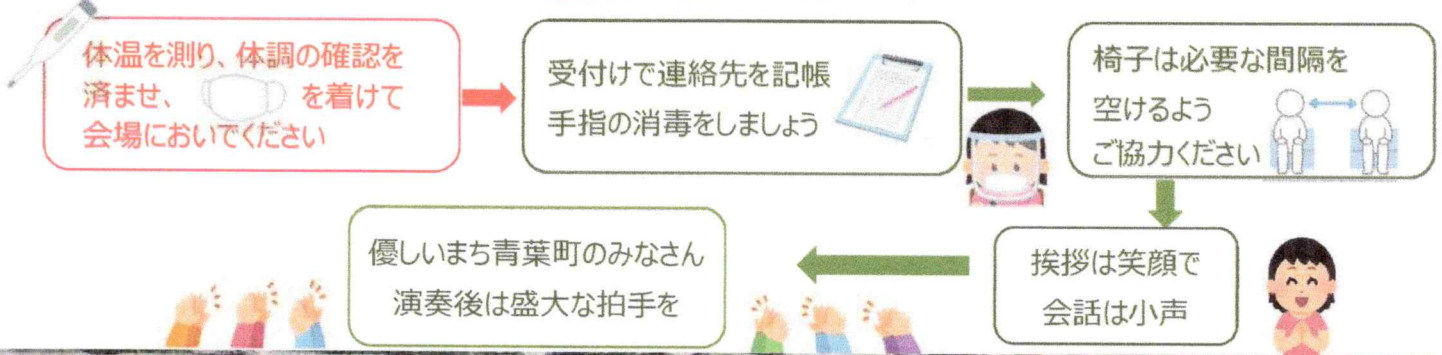 体温を測り、体調の確認を
済ませ、 を着けて
会場においでください
受付けで連絡先を記帳
手指の消毒をしましょう
椅子は必要な間隔を
空けるよう
ご協力ください
挨拶は笑顔で
会話は小声
優しいまち青葉町のみなさん
演奏後は盛大な拍手を